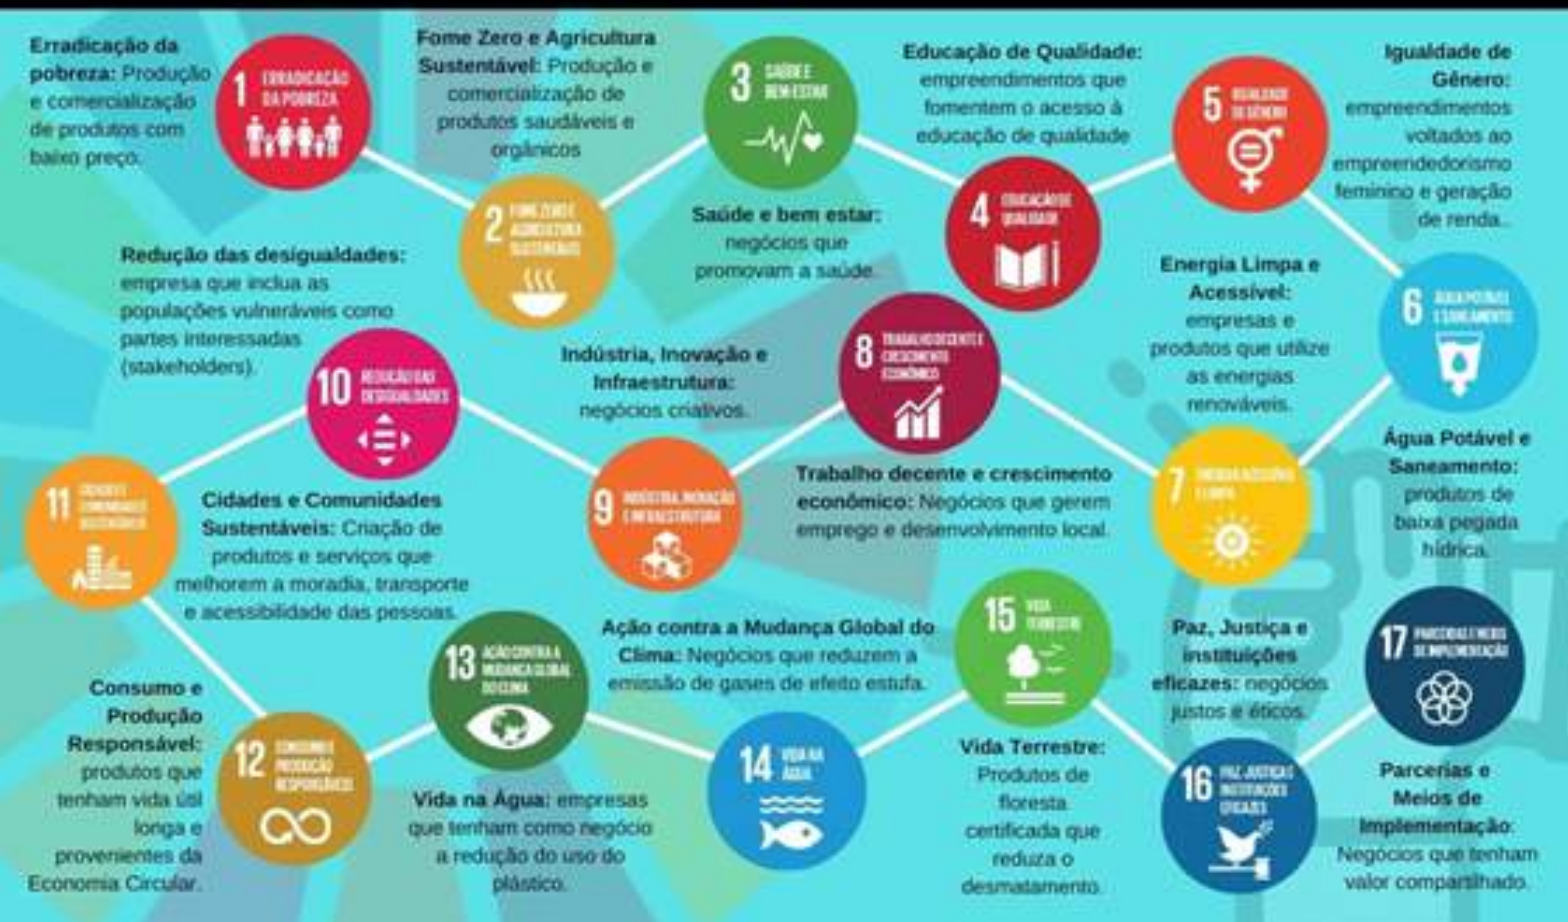 Erradicação da
pobreza: Produção
e comercialização
de produtos com
baixo preço.
1 ERRADICAÇÃO
DA POBREZA
Fome Zero e Agricultura
Sustentável: Produção e
comercialização de
produtos saudáveis e
orgânicos
2 FOME ZERO E
AGRICULTURA
SUSTENTÁVEL
3 SAÚDE E
BEM-ESTAR
Saúde e bem estar:
negócios que
promovam a saúde.
Educação de Qualidade:
empreendimentos que
fomentem o acesso à
educação de qualidade
4 EDUCAÇÃO DE
QUALIDADE
5 IGUALDADE
DE GÊNERO
Igualdade de
Gênero:
empreendimentos
voltados ao
empreendedorismo
feminino e geração
de renda..
6 ÁGUA POTÁVEL
E SANEAMENTO
Água Potável e
Saneamento:
produtos de
baixa pegada
hídrica.
Energia Limpa e
Acessível:
empresas e
produtos que utilize
as energias
renováveis.
7 ENERGIA ACESSÍVEL
E LIMPA
8 TRABALHO DECENTE E
CRESCIMENTO
ECONÔMICO
Trabalho decente e crescimento
econômico: Negócios que gerem
emprego e desenvolvimento local.
Indústria, Inovação e
Infraestrutura:
negócios criativos.
9 INDÚSTRIA, INOVAÇÃO
E INFRAESTRUTURA
Redução das desigualdades:
empresa que inclua as
populações vulneráveis como
partes interessadas
(stakeholders).
10 REDUÇÃO DAS
DESIGUALDADES
11 CIDADES E
COMUNIDADES
SUSTENTÁVEIS
Cidades e Comunidades
Sustentáveis: Criação de
produtos e serviços que
melhorem a moradia, transporte
e acessibilidade das pessoas.
Consumo e
Produção
Responsável:
produtos que
tenham vida útil
longa e
provenientes da
Economia Circular.
12 CONSUMO E
PRODUÇÃO
RESPONSÁVEIS
13 AÇÃO CONTRA A
MUDANÇA GLOBAL
DO CLIMA
Ação contra a Mudança Global do
Clima: Negócios que reduzem a
emissão de gases de efeito estufa.
Vida na Água: empresas
que tenham como negócio
a redução do uso do
plástico.
14 VIDA NA
ÁGUA
15 VIDA
TERRESTRE
Vida Terrestre:
Produtos de
floresta
certificada que
reduza o
desmatamento
Paz, Justiça e
instituições
eficazes: negócios
justos e éticos.
16 PAZ, JUSTIÇA E
INSTITUIÇÕES
EFICAZES
17 PARCERIAS E MEIOS
DE IMPLEMENTAÇÃO
Parcerias e
Meios de
Implementação:
Negócios que tenham
valor compartilhado.